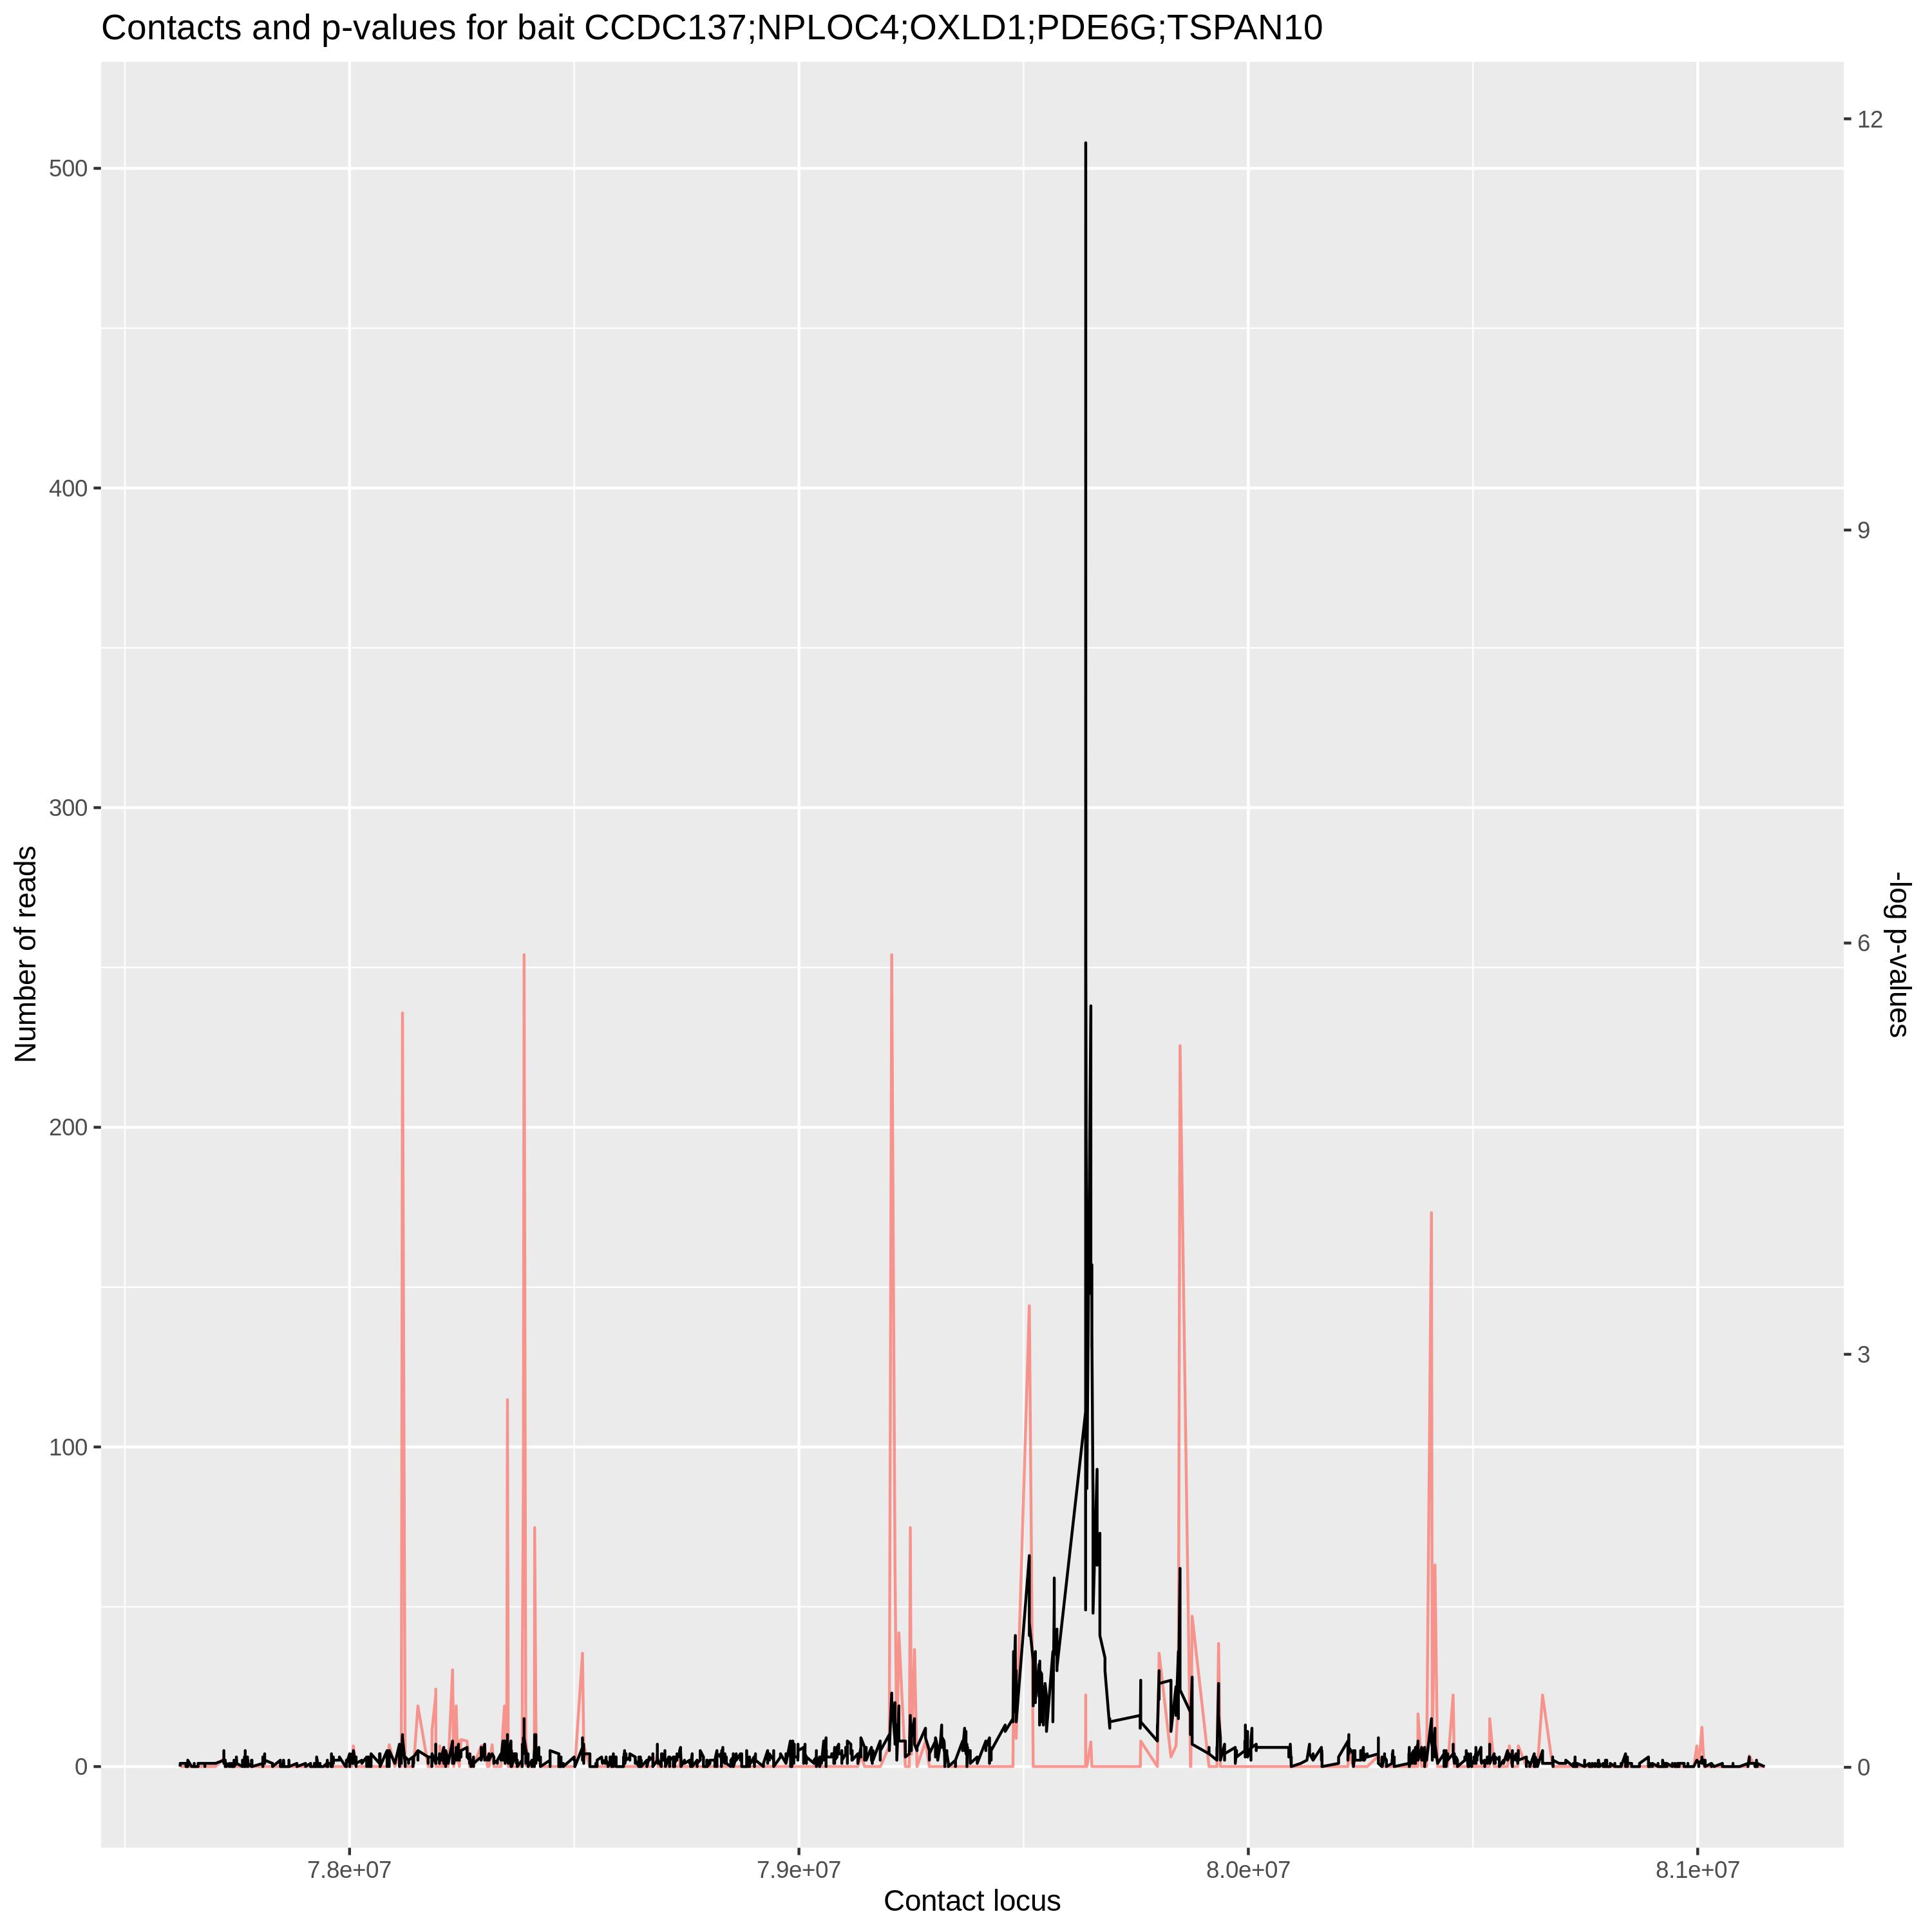 Contacts and p-values for bait CCDC137;NPLOC4;OXLD1;PDE6G;TSPAN10
Number of reads
500
400
300
200
100
0
12
9
6
3
0
-log p-values
7.8e+07 7.9e+07 8.0e+07 8.1e+07
Contact locus